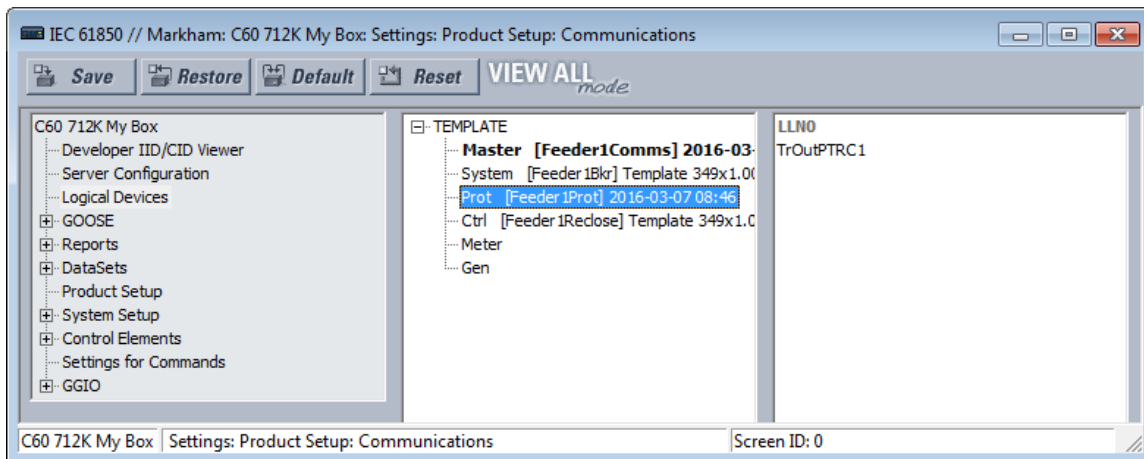 IEC 61850 // Markham: C60 712K My Box: Settings: Product Setup: Communications
Save Restore Default Reset VIEW ALL mode
C60 712K My Box
Developer IID/CID Viewer
Server Configuration
Logical Devices
GOOSE
Reports
DataSets
Product Setup
System Setup
Control Elements
Settings for Commands
GGIO
TEMPLATE
Master [Feeder1Comms] 2016-03-
System [Feeder1Bkr] Template 349x1.00
Prot [Feeder1Prot] 2016-03-07 08:46
Ctrl [Feeder1Reclose] Template 349x1.0
Meter
Gen
LLN0
TrOutPTRC1
C60 712K My Box Settings: Product Setup: Communications Screen ID: 0